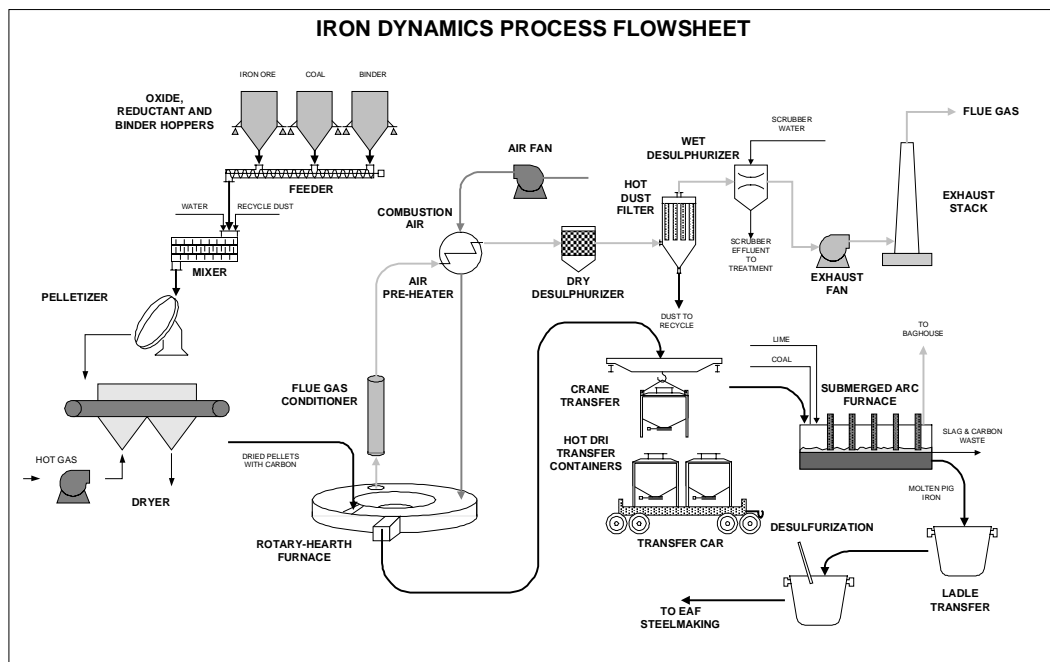 IRON DYNAMICS PROCESS FLOWSHEET
IRON ORE
COAL
BINDER
OXIDE,
REDUCTANT AND
BINDER HOPPERS
FEEDER
WATER
RECYCLE DUST
MIXER
PELLETIZER
HOT GAS
DRYER
DRIED PELLETS
WITH CARBON
FLUE GAS
CONDITIONER
ROTARY-HEARTH
FURNACE
AIR FAN
COMBUSTION
AIR
AIR
PRE-HEATER
DRY
DESULPHURIZER
HOT
DUST
FILTER
DUST TO
RECYCLE
WET
DESULPHURIZER
SCRUBBER
WATER
SCRUBBER
EFFLUENT
TO
TREATMENT
EXHAUST
FAN
FLUE GAS
EXHAUST
STACK
CRANE
TRANSFER
HOT DRI
TRANSFER
CONTAINERS
TRANSFER CAR
LIME
COAL
TO
BAGHOUSE
SUBMERGED ARC
FURNACE
SLAG & CARBON
WASTE
MOLTEN PIG
IRON
DESULFURIZATION
LADLE
TRANSFER
TO EAF
STEELMAKING